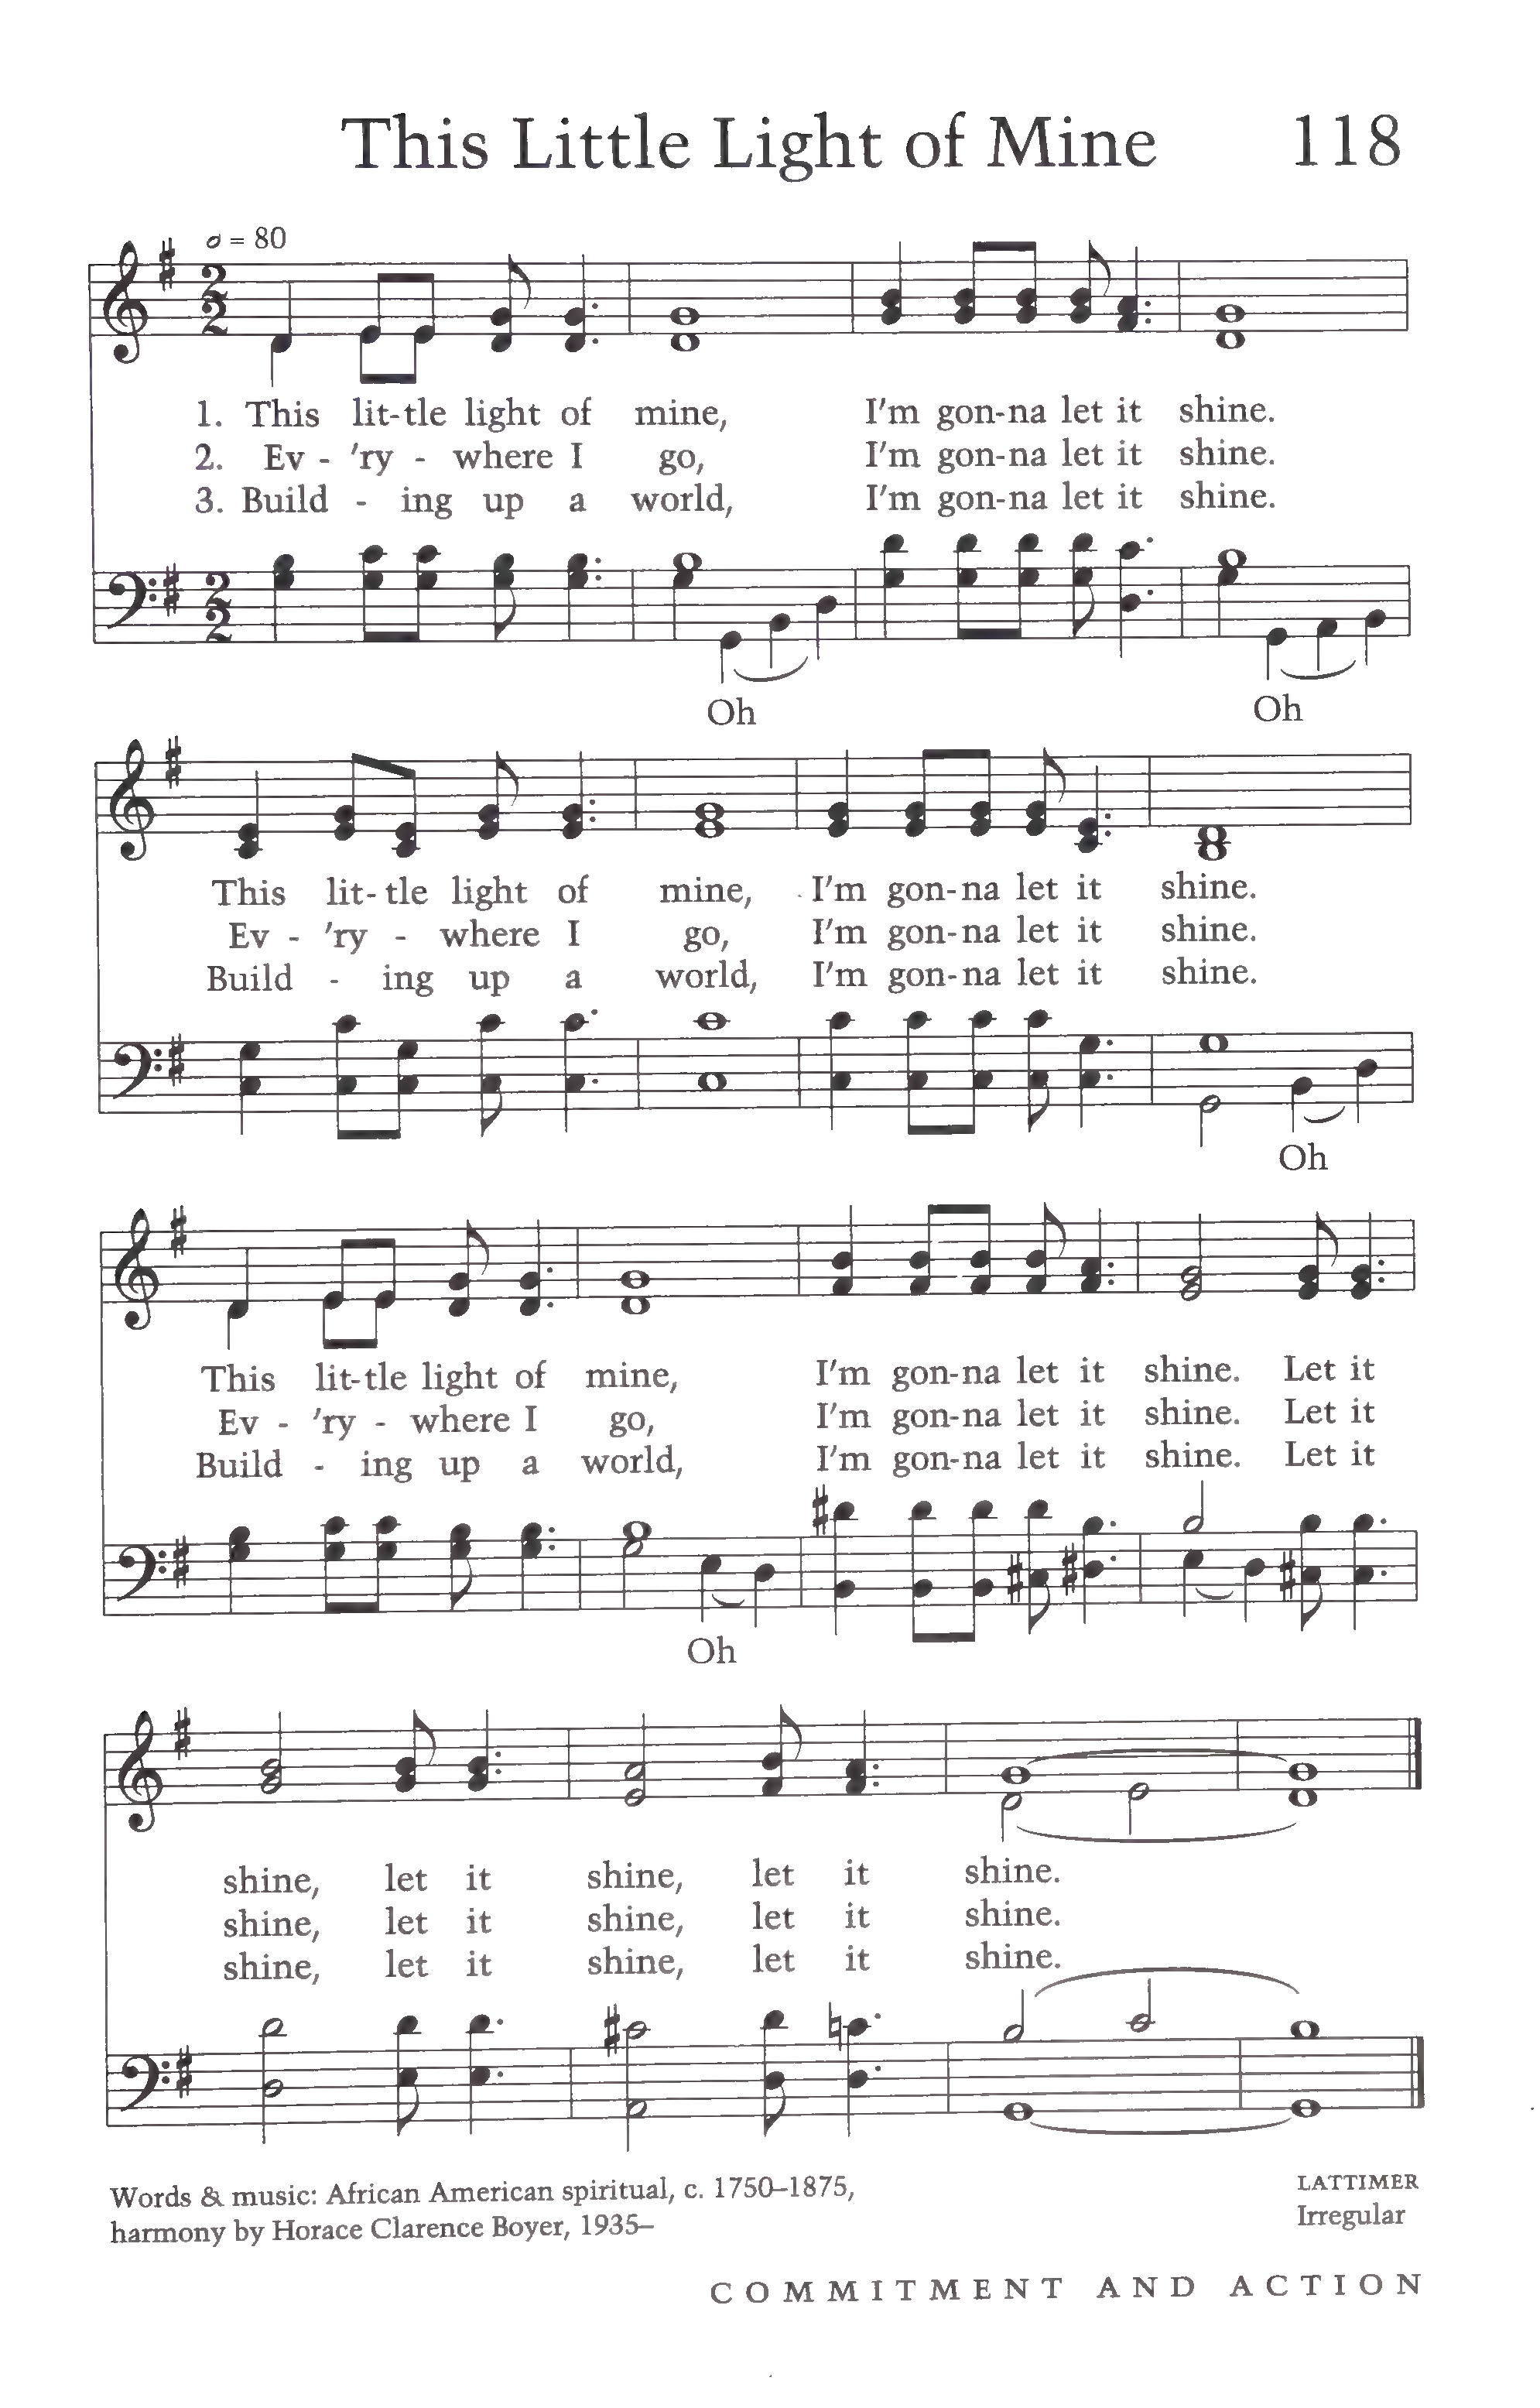 This Little Light of Mine 118
𝅗𝅥 = 80
1. This lit-tle light of mine, I'm gon-na let it shine.
2. Ev - 'ry - where I go, I'm gon-na let it shine.
3. Build - ing up a world, I'm gon-na let it shine.
Oh Oh
This lit-tle light of mine, I'm gon-na let it shine.
Ev - 'ry - where I go, I'm gon-na let it shine.
Build - ing up a world, I'm gon-na let it shine.
Oh
This lit-tle light of mine, I'm gon-na let it shine. Let it
Ev - 'ry - where I go, I'm gon-na let it shine. Let it
Build - ing up a world, I'm gon-na let it shine. Let it
Oh
shine, let it shine, let it shine.
shine, let it shine, let it shine.
shine, let it shine, let it shine.
Words & music: African American spiritual, c. 1750–1875,
harmony by Horace Clarence Boyer, 1935–
LATTIMER
Irregular
COMMITMENT AND ACTION